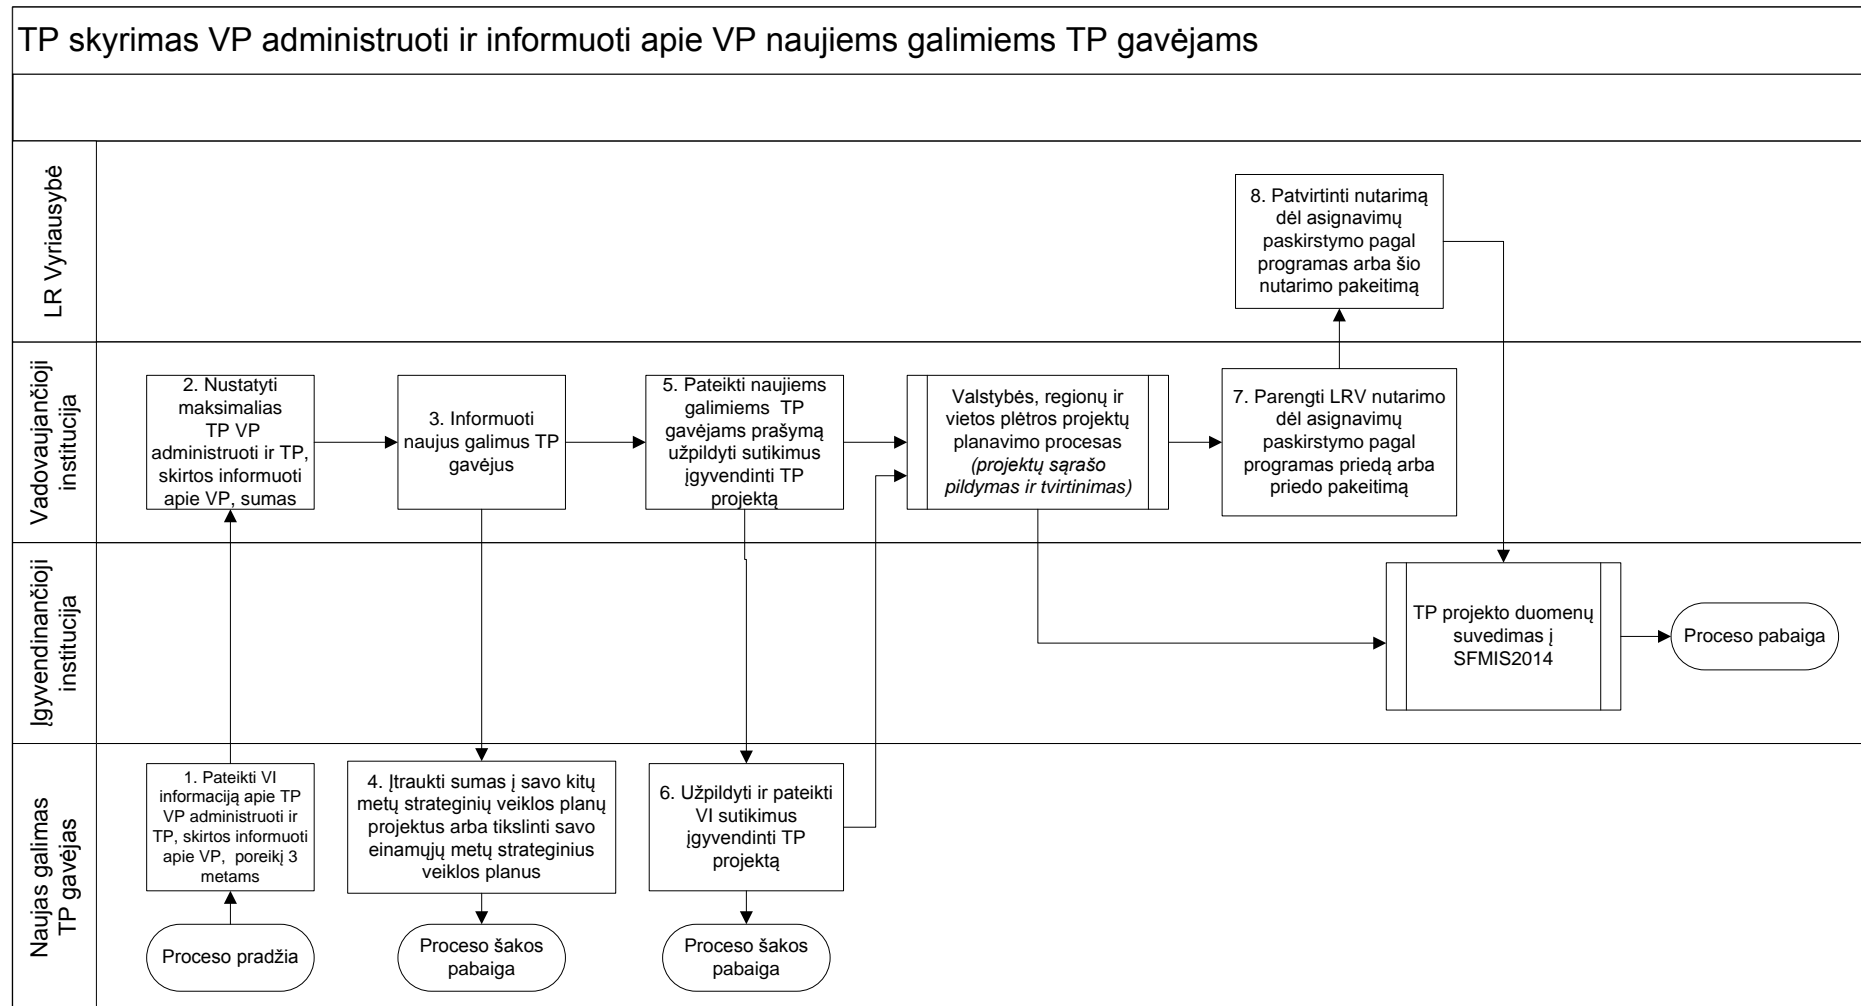 TP skyrimas VP administruoti ir informuoti apie VP naujiems galimiems TP gavėjams
LR Vyriausybė
8. Patvirtinti nutarimą
dėl asignavimų
paskirstymo pagal
programas arba šio
nutarimo pakeitimą
Vadovaujančioji
institucija
2. Nustatyti
maksimalias
TP VP
administruoti ir TP,
skirtos informuoti
apie VP, sumas
3. Informuoti
naujus galimus TP
gavėjus
5. Pateikti naujiems
galimiems TP
gavėjams prašymą
užpildyti sutikimus
įgyvendinti TP
projektą
Valstybės, regionų ir
vietos plėtros projektų
planavimo procesas
(projektų sąrašo
pildymas ir tvirtinimas)
7. Parengti LRV nutarimo
dėl asignavimų
paskirstymo pagal
programas priedą arba
priedo pakeitimą
Įgyvendinančioji
institucija
TP projekto duomenų
suvedimas į
SFMIS2014
Proceso pabaiga
Naujas galimas
TP gavėjas
1. Pateikti VI
informaciją apie TP
VP administruoti ir
TP, skirtos informuoti
apie VP, poreikį 3
metams
4. Įtraukti sumas į savo kitų
metų strateginių veiklos planų
projektus arba tikslinti savo
einamųjų metų strateginius
veiklos planus
6. Užpildyti ir pateikti
VI sutikimus
įgyvendinti TP
projektą
Proceso pradžia
Proceso šakos
pabaiga
Proceso šakos
pabaiga